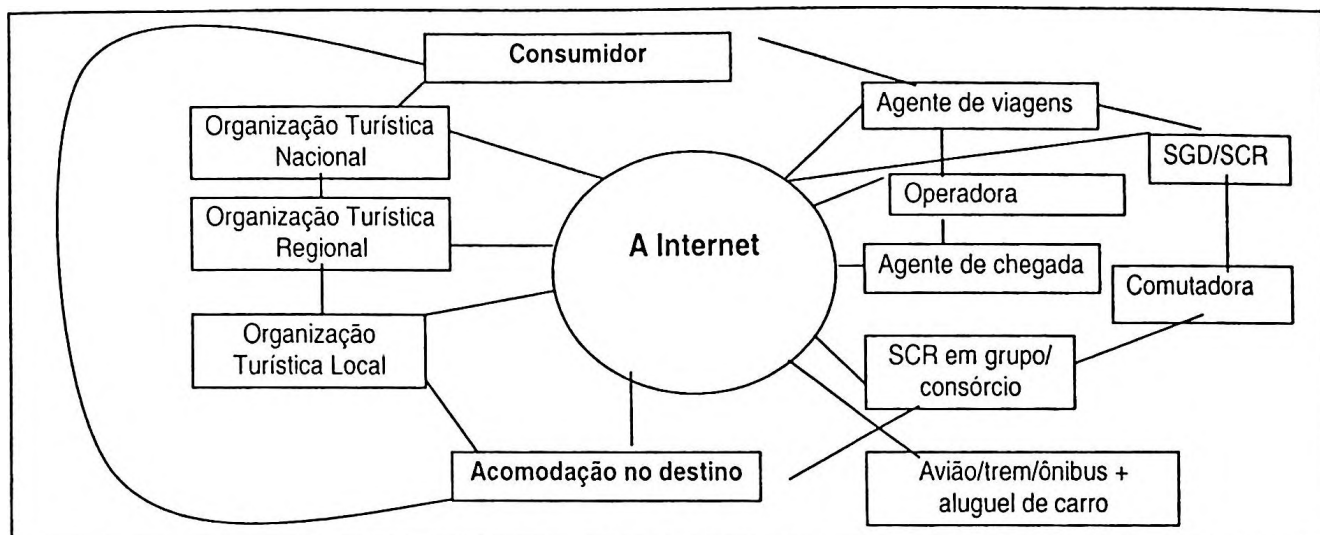 Consumidor
Agente de viagens
Organização Turística
Nacional
SGD/SCR
Operadora
Organização Turística
Regional
A Internet
Agente de chegada
Comutadora
Organização
Turística Local
SCR em grupo/
consórcio
Acomodação no destino
Avião/trem/ônibus +
aluguel de carro